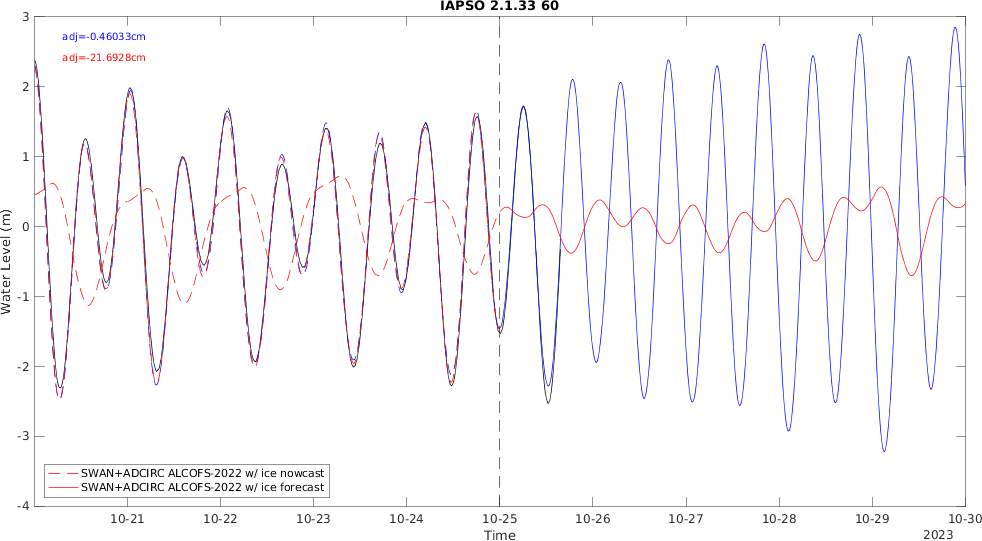 IAPSO 2.1.33 60
adj=-0.46033cm
adj=-21.6928cm
3
2
1
0
-1
-2
-3
-4
Water Level (m)
SWAN+ADCIRC ALCOFS-2022 w/ ice nowcast
SWAN+ADCIRC ALCOFS-2022 w/ ice forecast
10-21 10-22 10-23 10-24 10-25 10-26 10-27 10-28 10-29 10-30
Time
2023